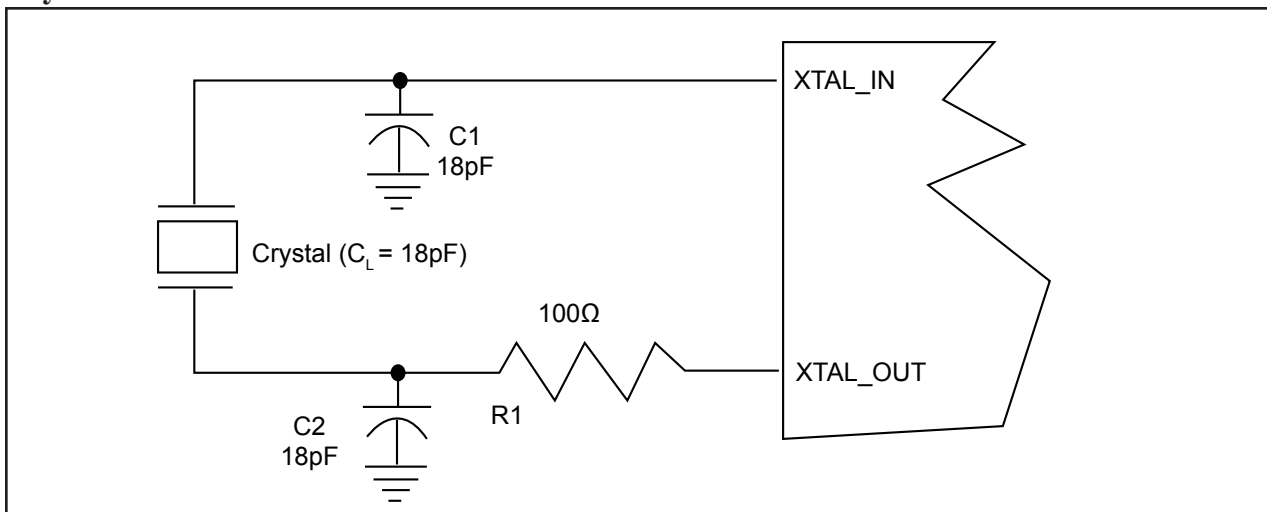 XTAL_IN
C1
18pF
Crystal (CL = 18pF)
100Ω
XTAL_OUT
R1
C2
18pF